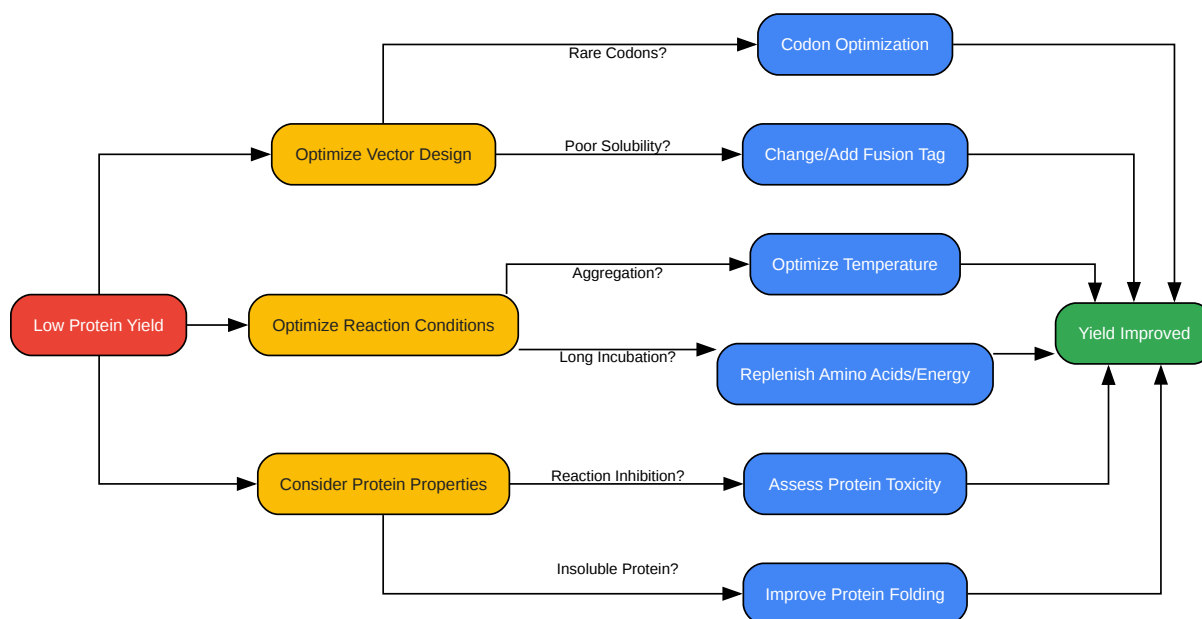 Codon Optimization
Rare Codons?
Optimize Vector Design
Poor Solubility?
Change/Add Fusion Tag
Optimize Temperature
Aggregation?
Low Protein Yield
Optimize Reaction Conditions
Yield Improved
Long Incubation?
Replenish Amino Acids/Energy
Consider Protein Properties
Reaction Inhibition?
Assess Protein Toxicity
Insoluble Protein?
Improve Protein Folding